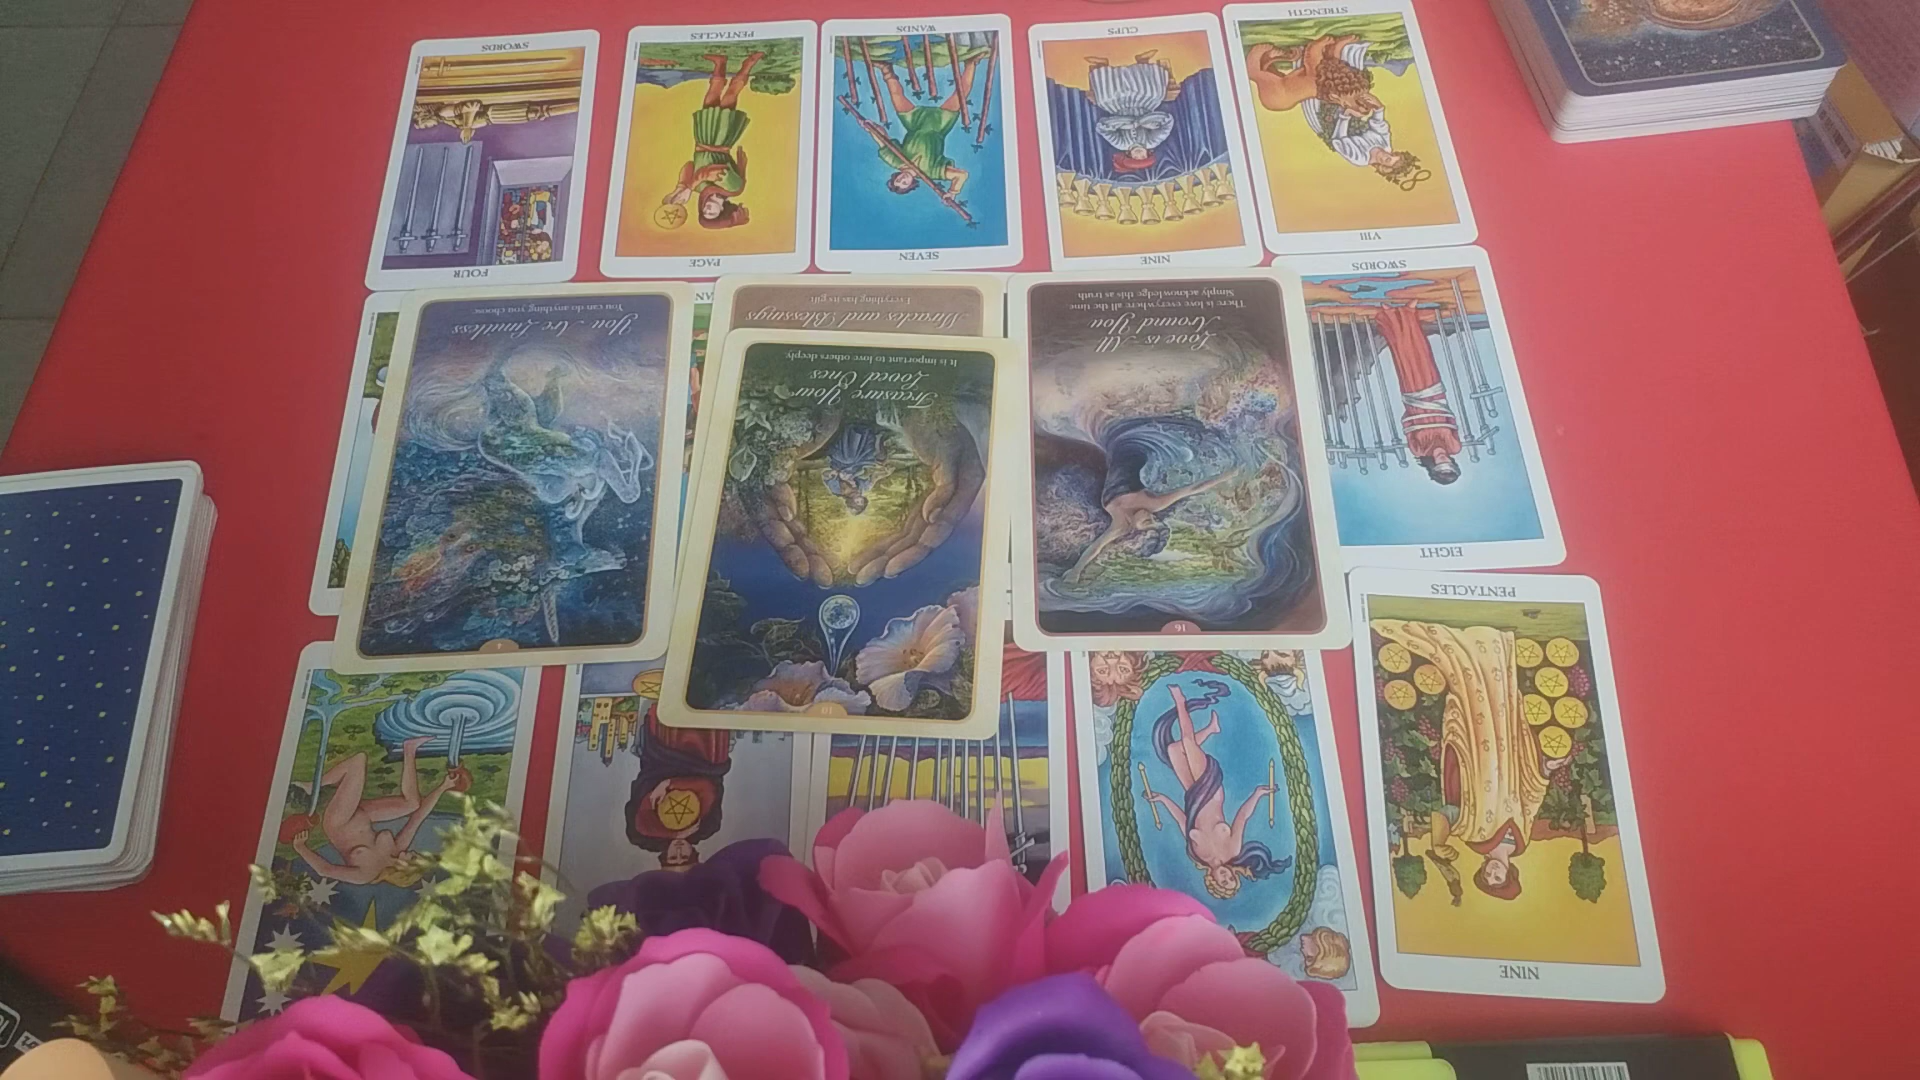 FOUR
SWORDS
PAGE
PENTACLES
SEVEN
WANDS
NINE
CUPS
VIII
STRENGTH
4
You Are Limitless
You can do anything you choose.
Miracles and Blessings
Everything has its gift.
10
Treasure Your
Loved Ones
It is important to love others deeply.
16
Love is All
Around You
There is love everywhere all the time
Simply acknowledge this as truth
EIGHT
SWORDS
NINE
PENTACLES